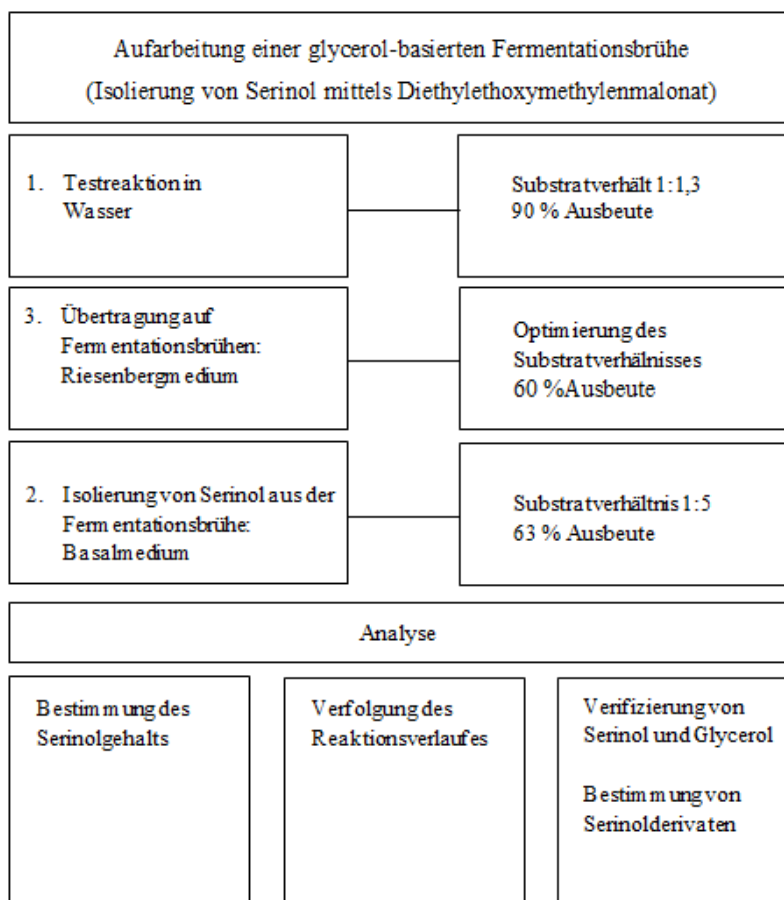 Aufarbeitung einer glycerol-basierten Fermentationsbrühe
(Isolierung von Serinol mittels Diethylethoxymethylenmalonat)
1. Testreaktion in
Wasser
Substratverhält 1:1,3
90 % Ausbeute
3. Übertragung auf
Fermentationsbrühen:
Riesenbergmedium
Optimierung des
Substratverhälnisses
60 %Ausbeute
2. Isolierung von Serinol aus der
Fermentationsbrühe:
Basalmedium
Substratverhältnis 1:5
63 % Ausbeute
Analyse
Bestimmung des
Serinolgehalts
Verfolgung des
Reaktionsverlaufes
Verifizierung von
Serinol und Glycerol
Bestimmung von
Serinolderivaten